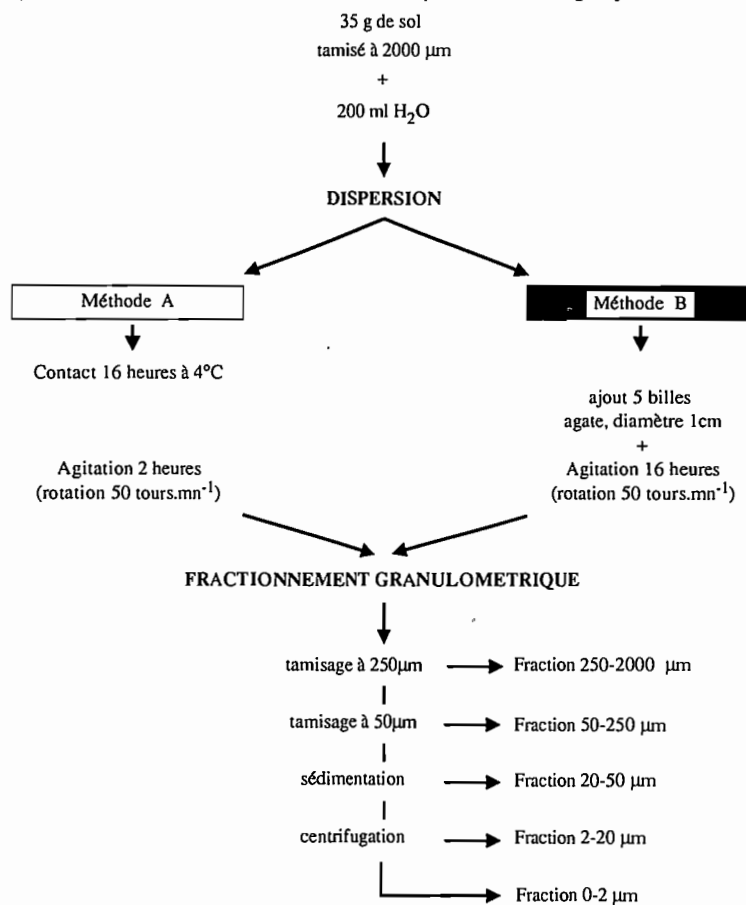 35 g de sol
tamisé à 2000 µm
+
200 ml H₂O
DISPERSION
Méthode A
Méthode B
Contact 16 heures à 4°C
ajout 5 billes
agate, diamètre 1cm
+
Agitation 2 heures
(rotation 50 tours.mn⁻¹)
Agitation 16 heures
(rotation 50 tours.mn⁻¹)
FRACTIONNEMENT GRANULOMETRIQUE
tamisage à 250µm
Fraction 250-2000 µm
tamisage à 50µm
Fraction 50-250 µm
sédimentation
Fraction 20-50 µm
centrifugation
Fraction 2-20 µm
Fraction 0-2 µm